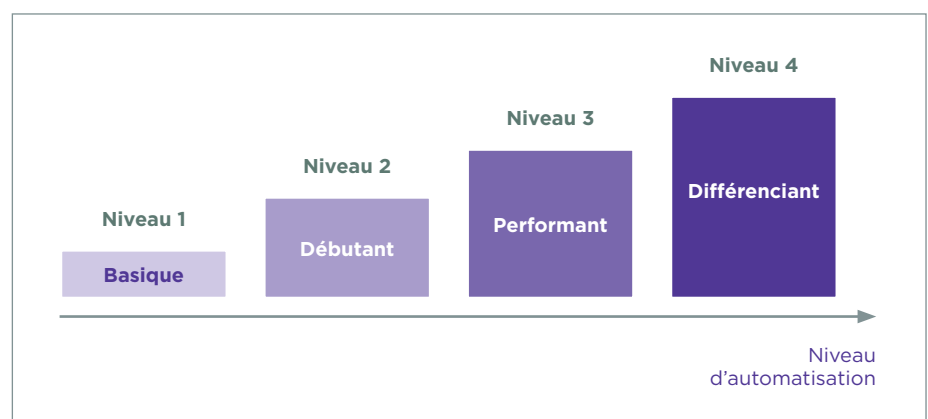 Niveau 1
Basique
Niveau 2
Débutant
Niveau 3
Performant
Niveau 4
Différenciant
Niveau
d’automatisation